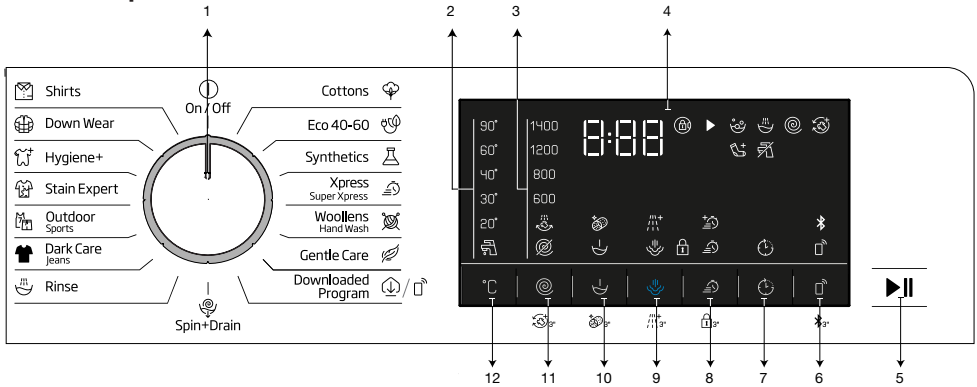 1
2
3
4
On / Off
Shirts
Down Wear
Hygiene+
Stain Expert
Outdoor
Sports
Dark Care
Jeans
Rinse
Spin+Drain
Cottons
Eco 40-60
Synthetics
Xpress
Super Xpress
Woollens
Hand Wash
Gentle Care
Downloaded
Program
/
90° 1400 8:88
60° 1200
40° 800
30° 600
20°
°C
3" 3" 3" 3" 3"
12 11 10 9 8 7 6 5